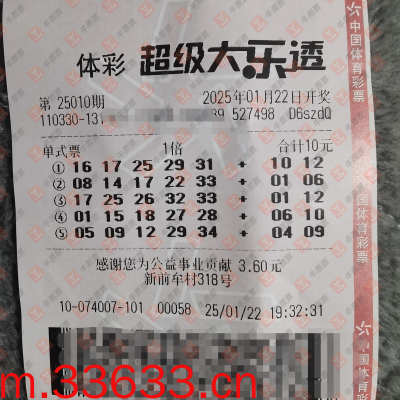 体彩 超级大乐透
第 25010期 2025年01月22日开奖
110330-131 89 527498 D6szdQ
单式票 1倍 合计10元
① 16 17 25 29 31 + 10 12
② 08 14 17 22 33 + 01 06
③ 17 25 26 32 33 + 01 12
④ 01 15 18 27 28 + 06 10
⑤ 05 09 12 29 34 + 04 09
感谢您为公益事业贡献 3.60元
新前车村318号
10-074007-101 00058 25/01/22 19:32:31
中国体育彩票
国体育彩票
中国体育彩
m.33633.cn